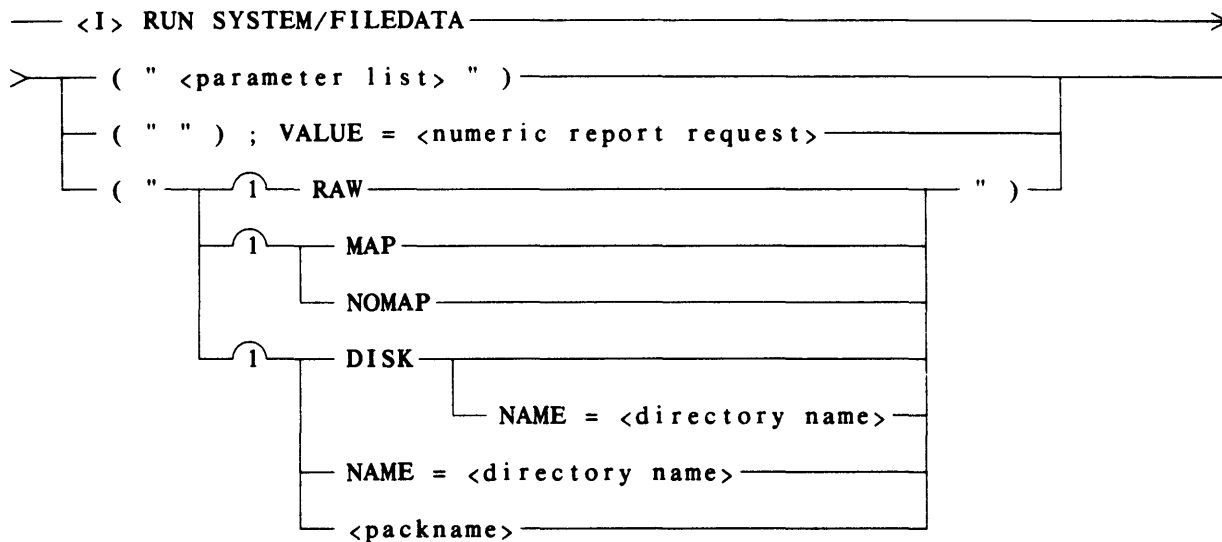 <I> RUN SYSTEM/FILEDATA
( " <parameter list> " )
( " " ) ; VALUE = <numeric report request>
( " 1 RAW " )
1 MAP
NOMAP
1 DISK
NAME = <directory name>
NAME = <directory name>
<packname>